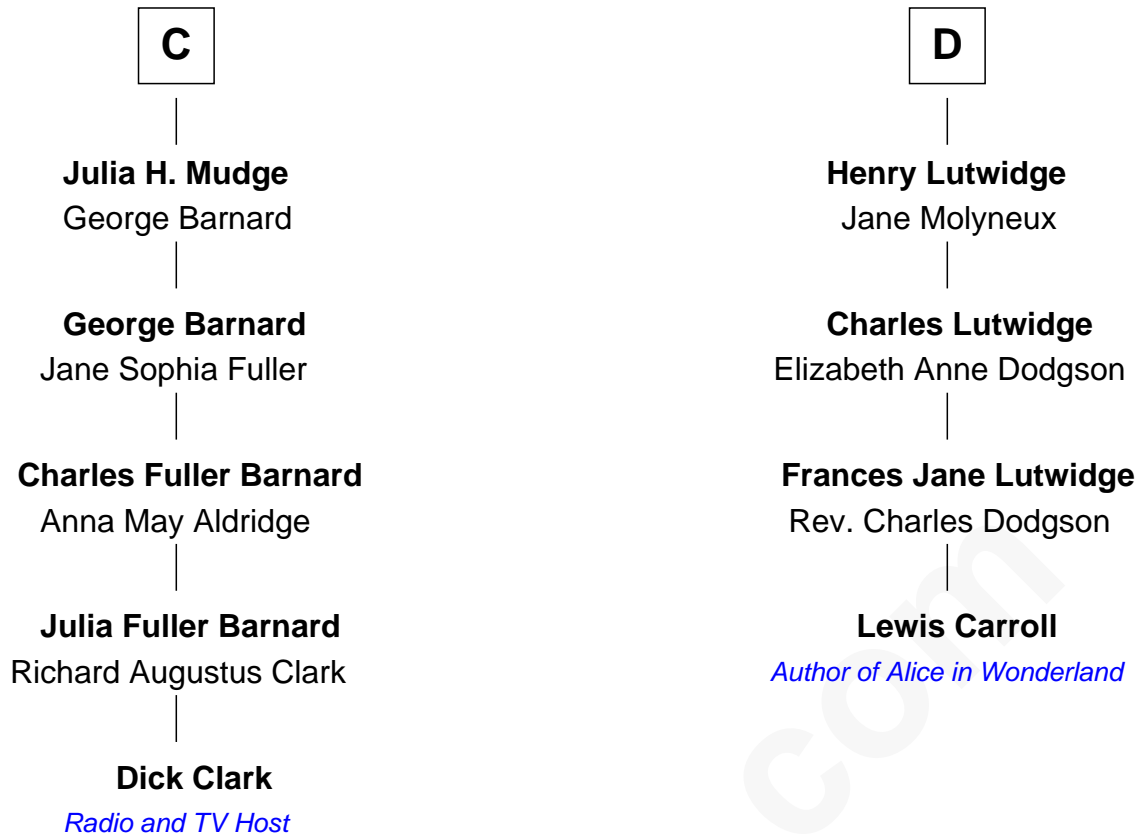 C
Julia H. Mudge
George Barnard
George Barnard
Jane Sophia Fuller
Charles Fuller Barnard
Anna May Aldridge
Julia Fuller Barnard
Richard Augustus Clark
Dick Clark
Radio and TV Host
D
Henry Lutwidge
Jane Molyneux
Charles Lutwidge
Elizabeth Anne Dodgson
Frances Jane Lutwidge
Rev. Charles Dodgson
Lewis Carroll
Author of Alice in Wonderland
com